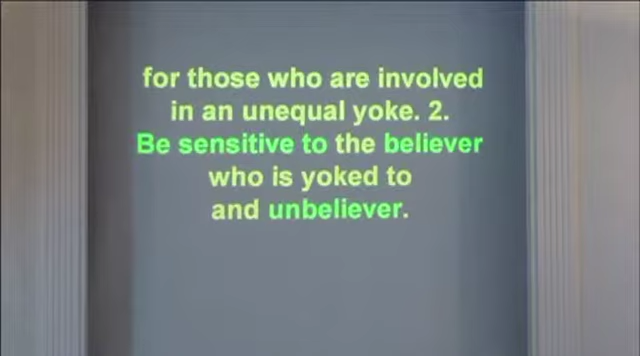 for those who are involved
in an unequal yoke. 2.
Be sensitive to the believer
who is yoked to
and unbeliever.